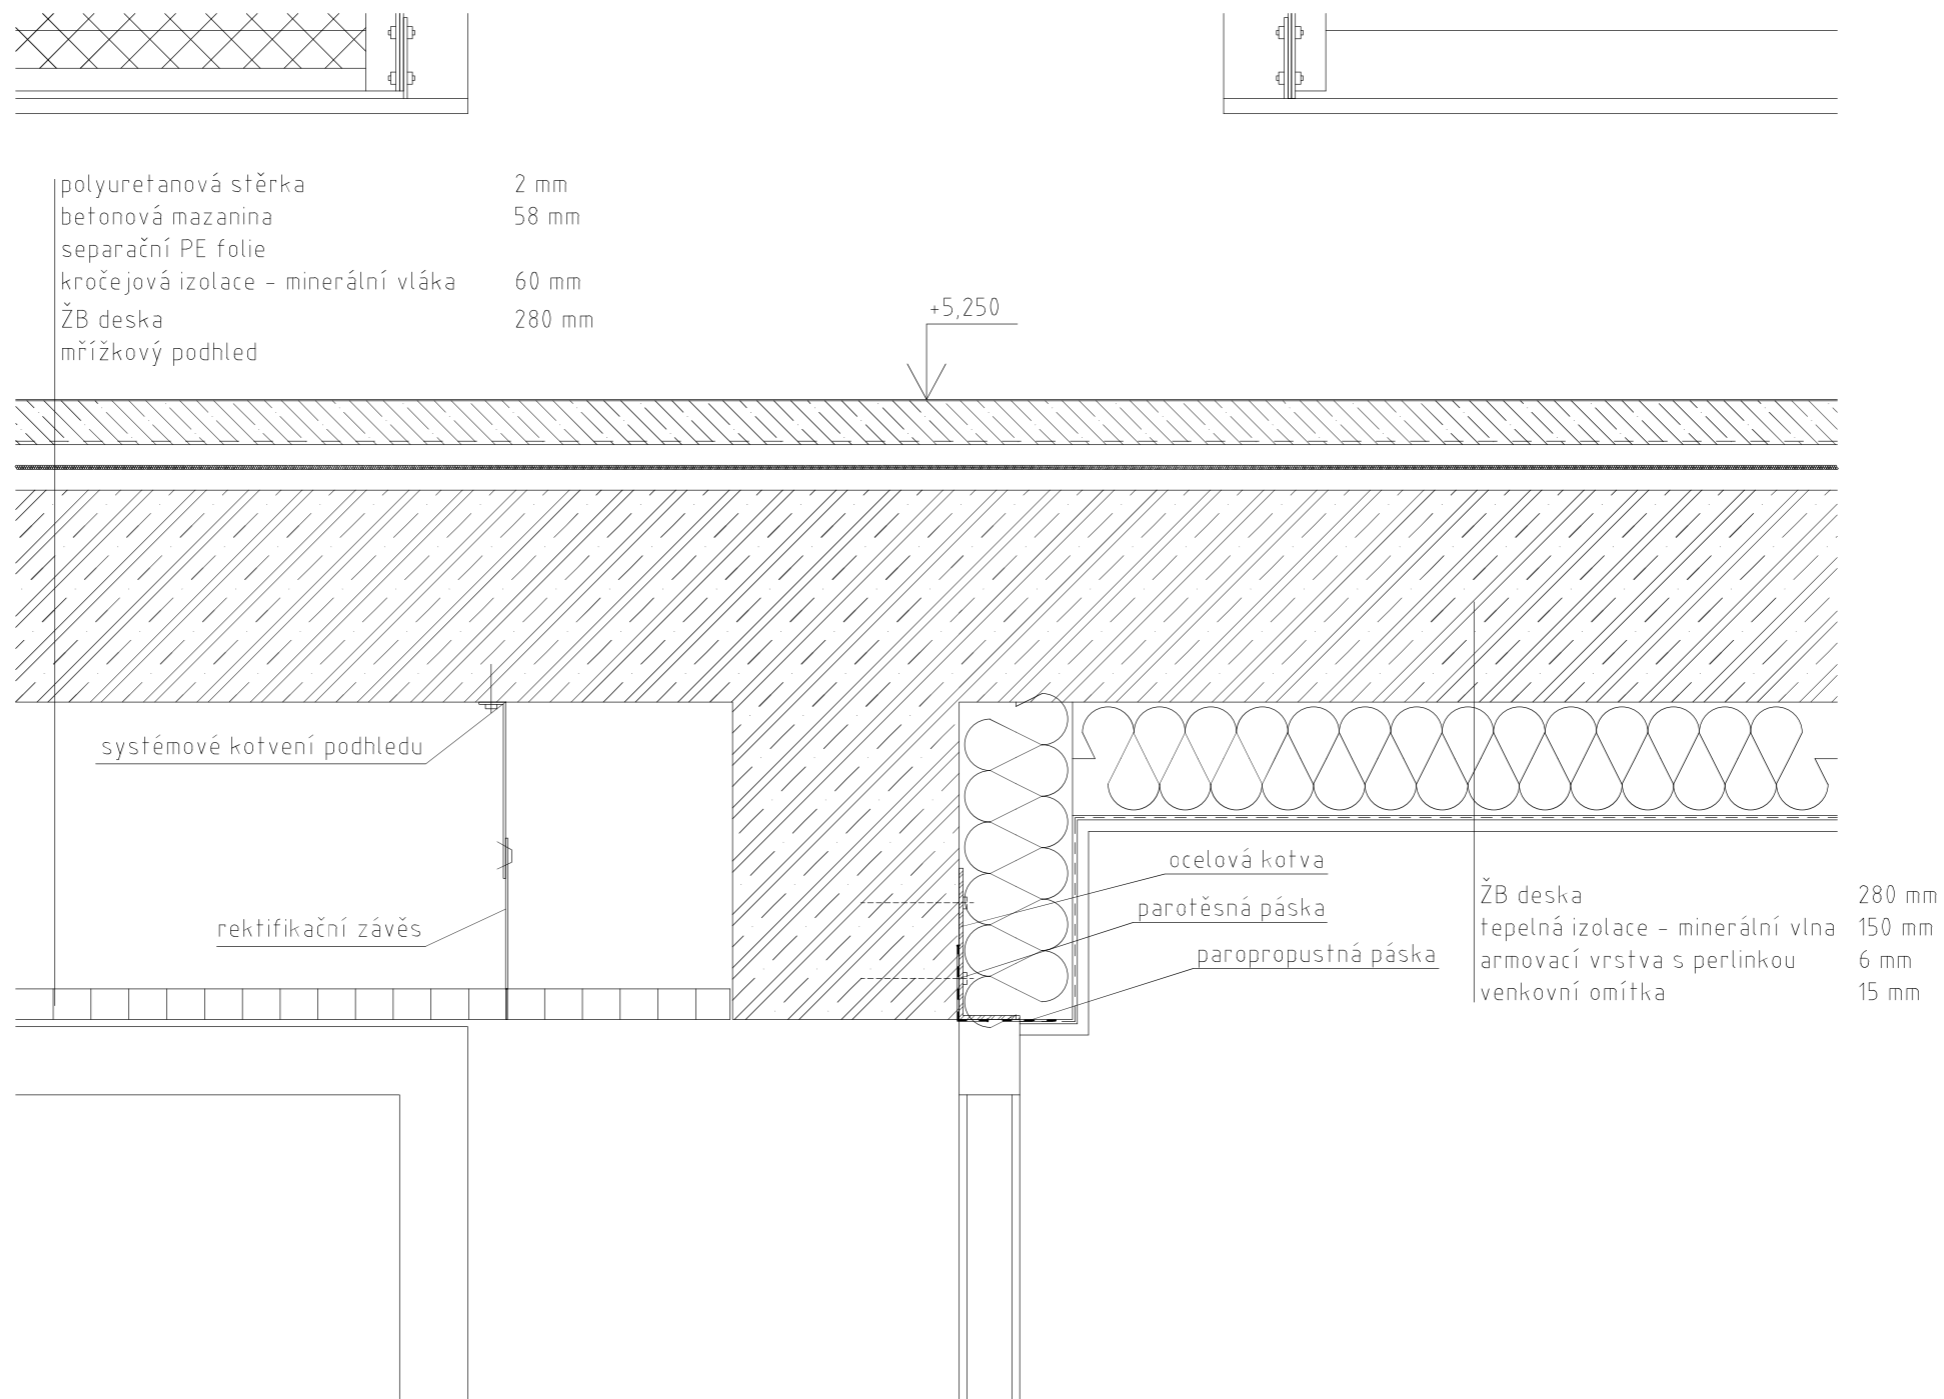 polyuretanová stěrka 2 mm
betonová mazanina 58 mm
separační PE folie
kročejová izolace - minerální vláka 60 mm
ŽB deska 280 mm
mřížkový podhled
+5,250
systémové kotvení podhledu
rektifikační závěs
ocelová kotva
parotěsná páska
paropropustná páska
ŽB deska 280 mm
tepelná izolace - minerální vlna 150 mm
armovací vrstva s perlinkou 6 mm
venkovní omítka 15 mm